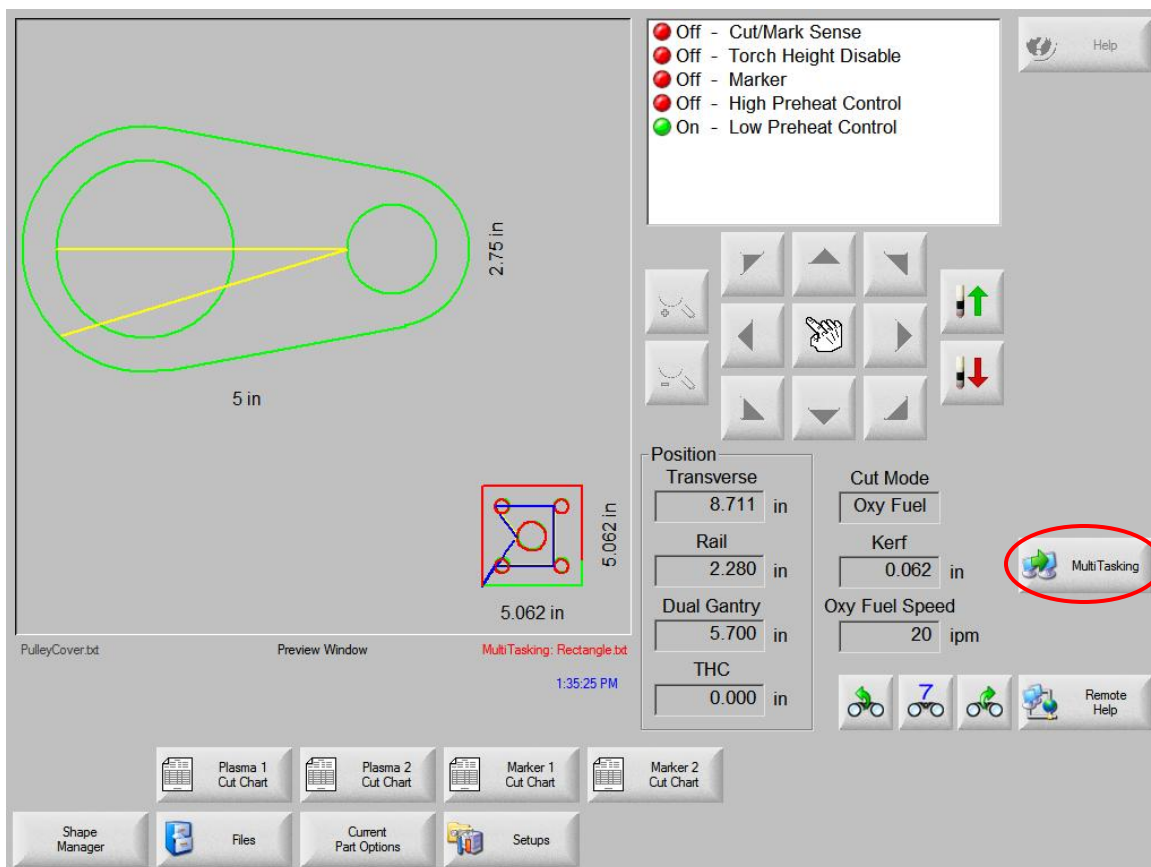 Off - Cut/Mark Sense
Off - Torch Height Disable
Off - Marker
Off - High Preheat Control
On - Low Preheat Control
Help
2.75 in
5 in
5.062 in
5.062 in
PulleyCover.txt
Preview Window
MultiTasking: Rectangle.txt
1:35:25 PM
Position
Transverse
8.711 in
Rail
2.280 in
Dual Gantry
5.700 in
THC
0.000 in
Cut Mode
Oxy Fuel
Kerf
0.062 in
Oxy Fuel Speed
20 ipm
MultiTasking
7
Remote
Help
Plasma 1
Cut Chart
Plasma 2
Cut Chart
Marker 1
Cut Chart
Marker 2
Cut Chart
Shape
Manager
Files
Current
Part Options
Setups